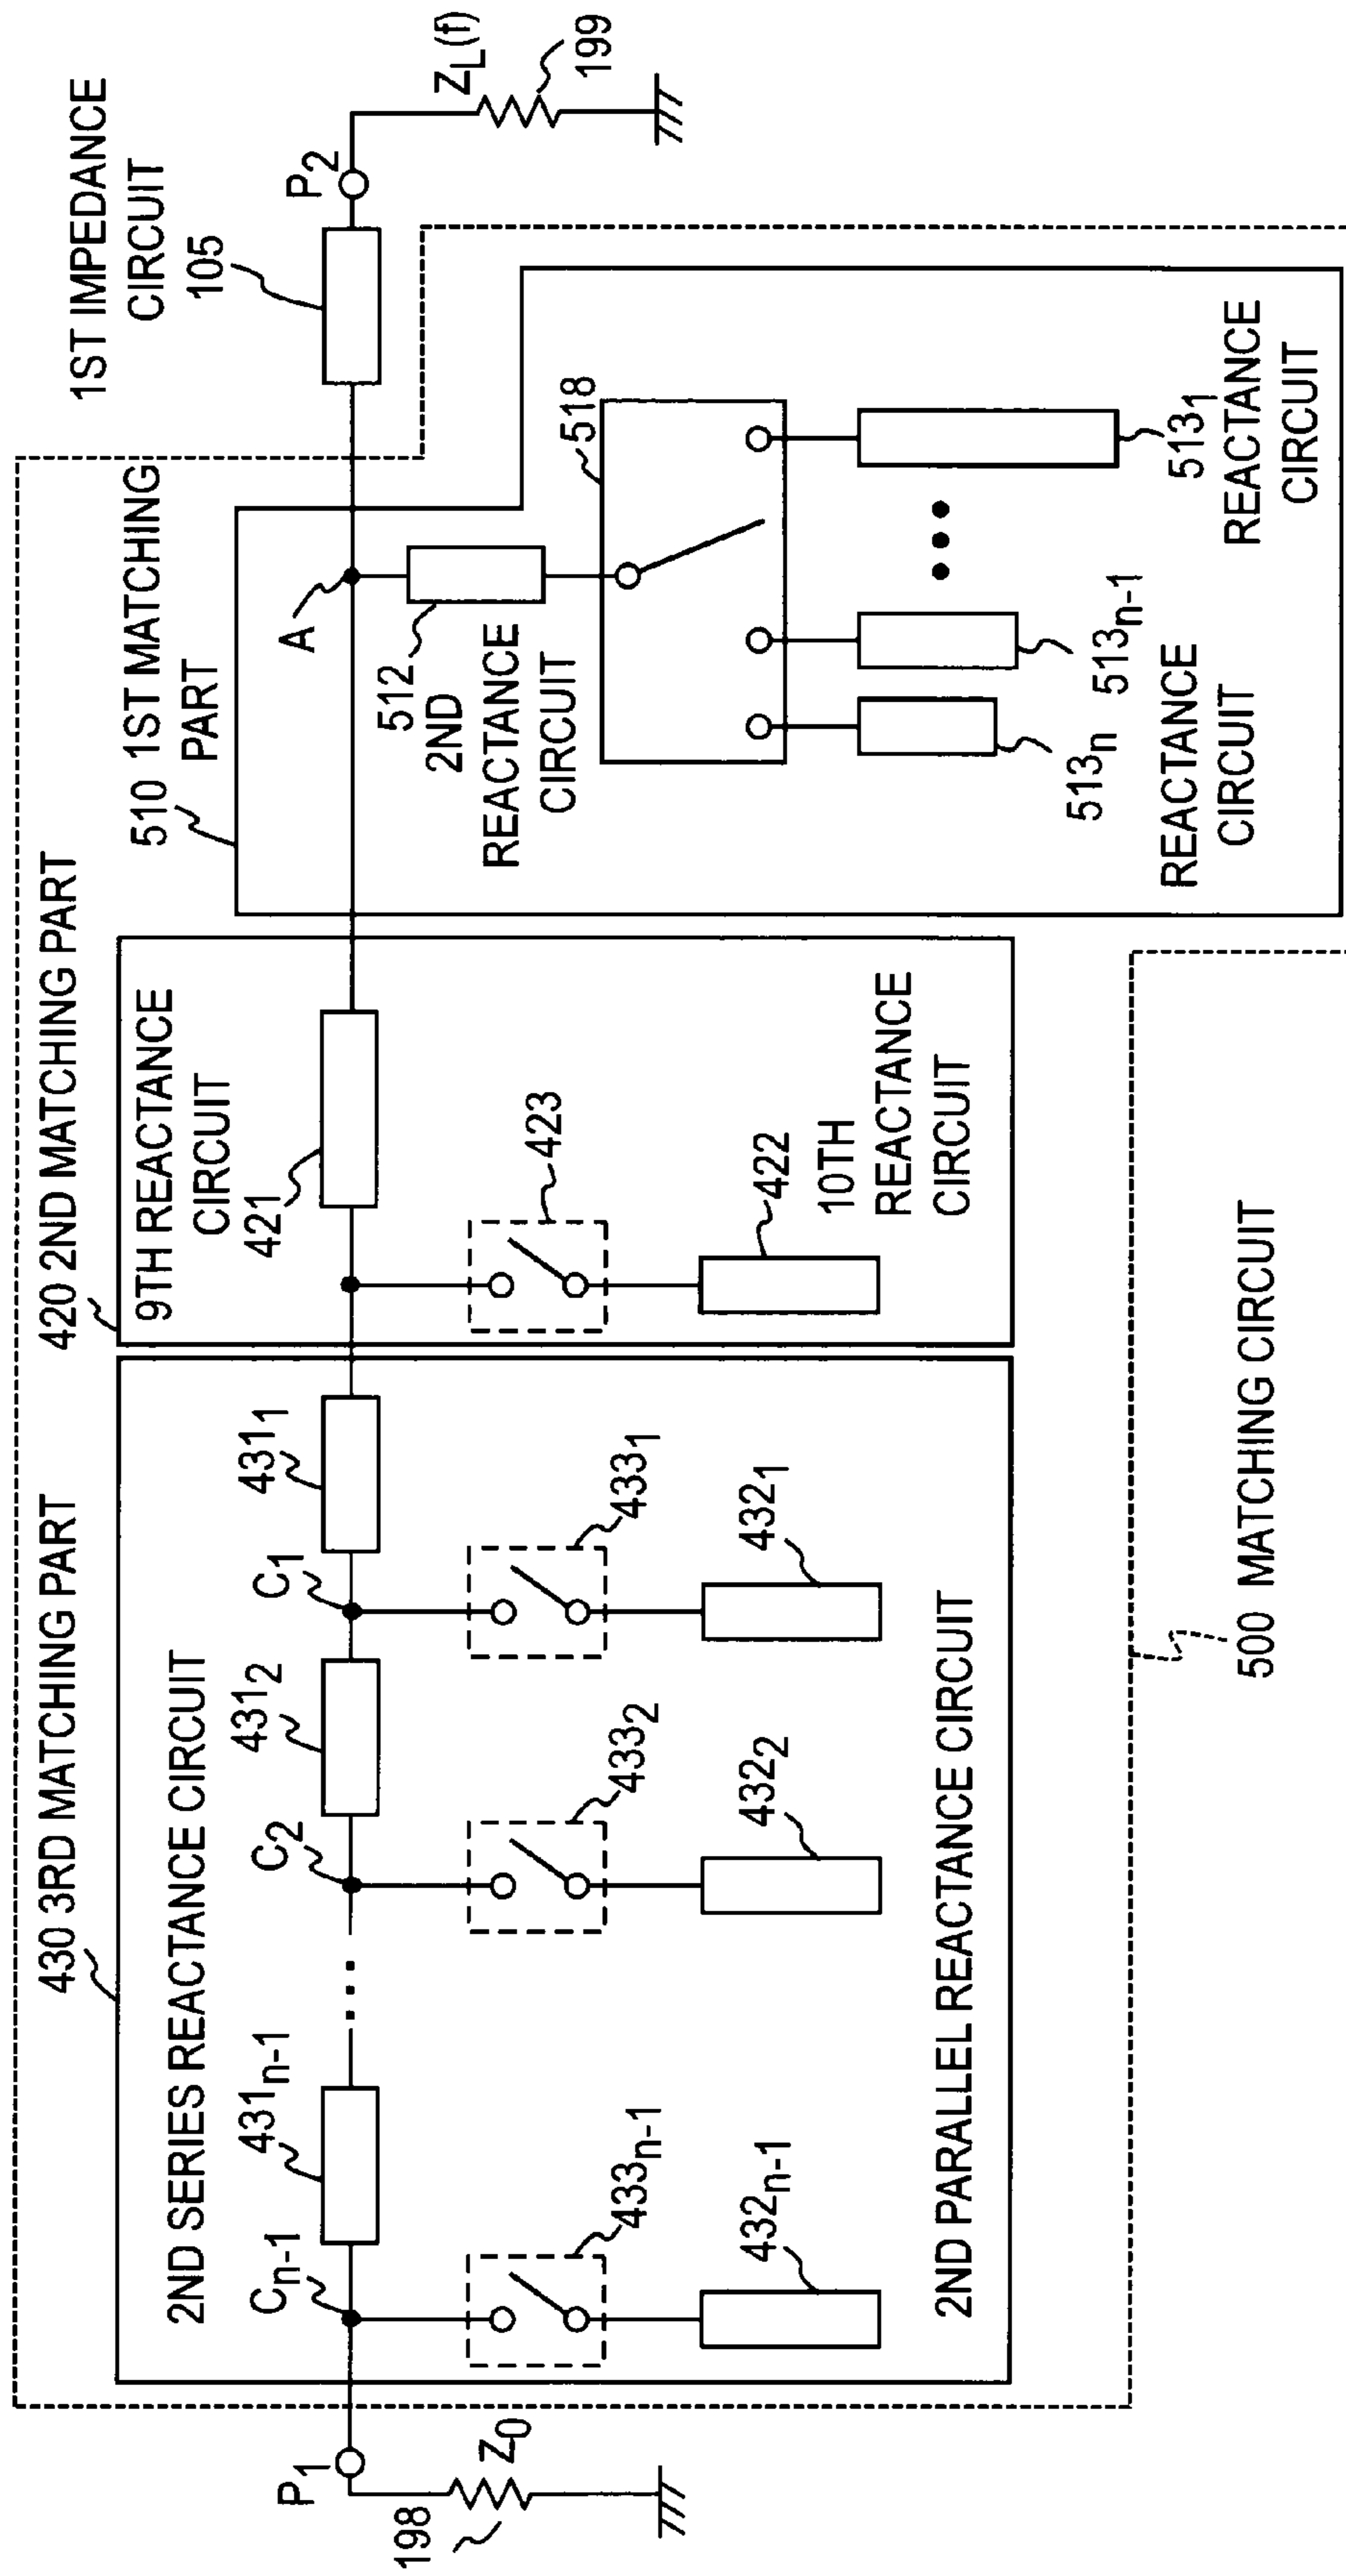 430 3RD MATCHING PART
420 2ND MATCHING PART
510 1ST MATCHING
PART
1ST IMPEDANCE
CIRCUIT
105
P1
198
Z0
2ND SERIES REACTANCE CIRCUIT
Cn-1
431n-1
C2
4312
C1
4311
433n-1
4332
4331
432n-1
4322
4321
2ND PARALLEL REACTANCE CIRCUIT
9TH REACTANCE
CIRCUIT
421
423
422
10TH
REACTANCE
CIRCUIT
A
512
2ND
REACTANCE
CIRCUIT
518
513n
513n-1
REACTANCE
CIRCUIT
5131
REACTANCE
CIRCUIT
P2
ZL(f)
199
500 MATCHING CIRCUIT